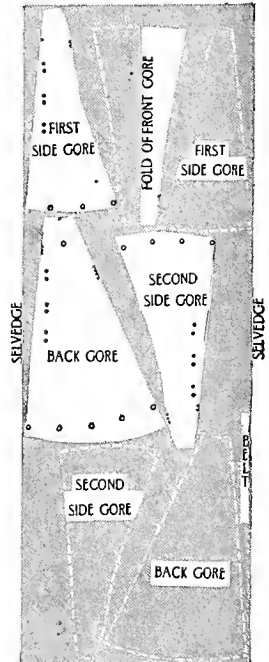 FIRST
SIDE GORE
FOLD OF FRONT GORE
FIRST
SIDE GORE
SELVEDGE
BACK GORE
SECOND
SIDE GORE
SELVEDGE
BELT
SECOND
SIDE GORE
BACK GORE